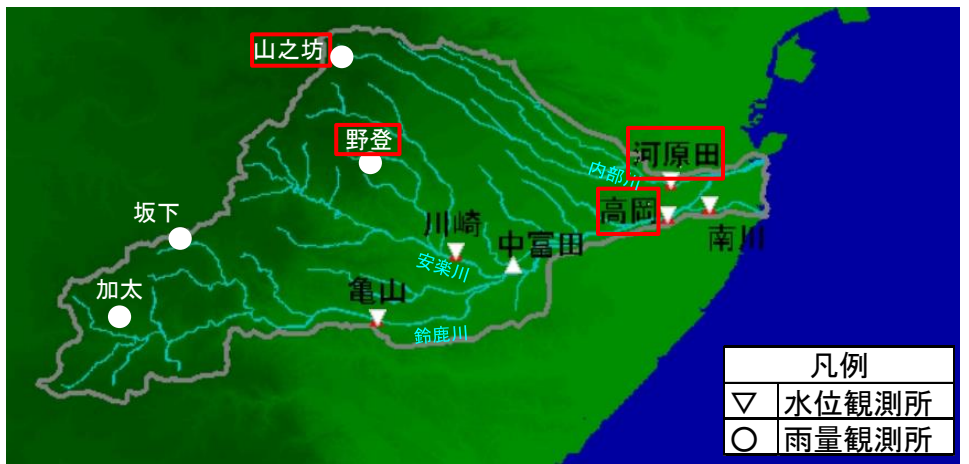 山之坊
野登
河原田
内部川
高岡
坂下
川崎
南川
中富田
安楽川
加太
亀山
鈴鹿川
凡例
▽ 水位観測所
○ 雨量観測所